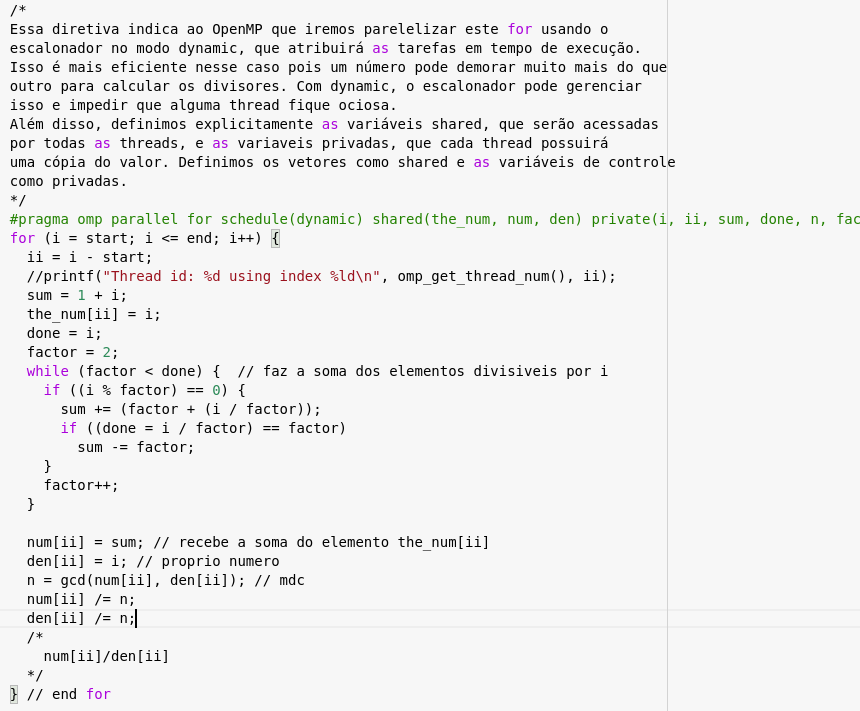 /*
Essa diretiva indica ao OpenMP que iremos parelelizar este for usando o
escalonador no modo dynamic, que atribuirá as tarefas em tempo de execução.
Isso é mais eficiente nesse caso pois um número pode demorar muito mais do que
outro para calcular os divisores. Com dynamic, o escalonador pode gerenciar
isso e impedir que alguma thread fique ociosa.
Além disso, definimos explicitamente as variáveis shared, que serão acessadas
por todas as threads, e as variaveis privadas, que cada thread possuirá
uma cópia do valor. Definimos os vetores como shared e as variáveis de controle
como privadas.
*/
#pragma omp parallel for schedule(dynamic) shared(the_num, num, den) private(i, ii, sum, done, n, fac
for (i = start; i <= end; i++) {
  ii = i - start;
  //printf("Thread id: %d using index %ld\n", omp_get_thread_num(), ii);
  sum = 1 + i;
  the_num[ii] = i;
  done = i;
  factor = 2;
  while (factor < done) {  // faz a soma dos elementos divisiveis por i
    if ((i % factor) == 0) {
      sum += (factor + (i / factor));
      if ((done = i / factor) == factor)
        sum -= factor;
    }
    factor++;
  }

  num[ii] = sum; // recebe a soma do elemento the_num[ii]
  den[ii] = i; // proprio numero
  n = gcd(num[ii], den[ii]); // mdc
  num[ii] /= n;
  den[ii] /= n;
  /*
    num[ii]/den[ii]
  */
} // end for